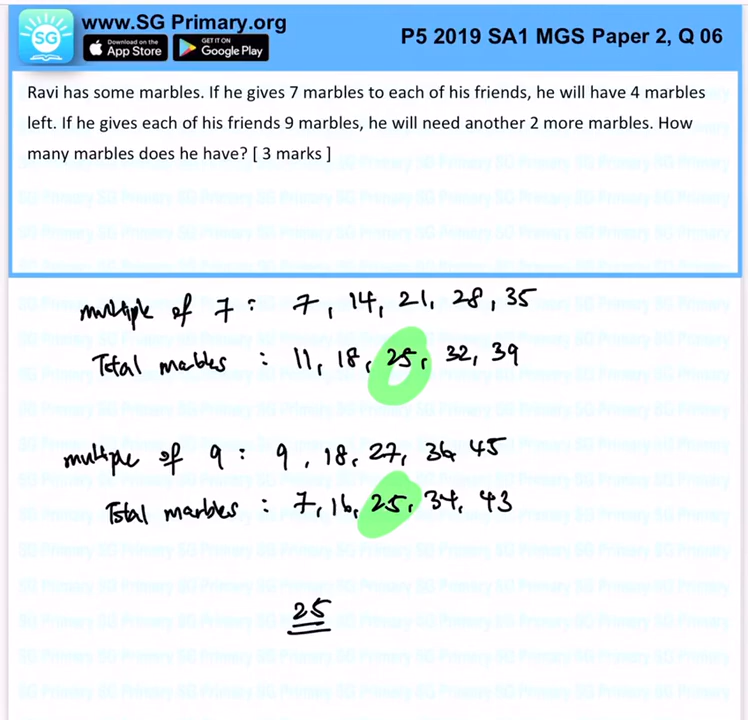 www.SG Primary.org
SG
Download on the App Store
GET IT ON Google Play
P5 2019 SA1 MGS Paper 2, Q 06
Ravi has some marbles. If he gives 7 marbles to each of his friends, he will have 4 marbles
left. If he gives each of his friends 9 marbles, he will need another 2 more marbles. How
many marbles does he have? [ 3 marks ]
multiple of 7 : 7, 14, 21, 28, 35
Total marbles : 11, 18, 25, 32, 39
multiple of 9 : 9, 18, 27, 36, 45
Total marbles : 7, 16, 25, 34, 43
25